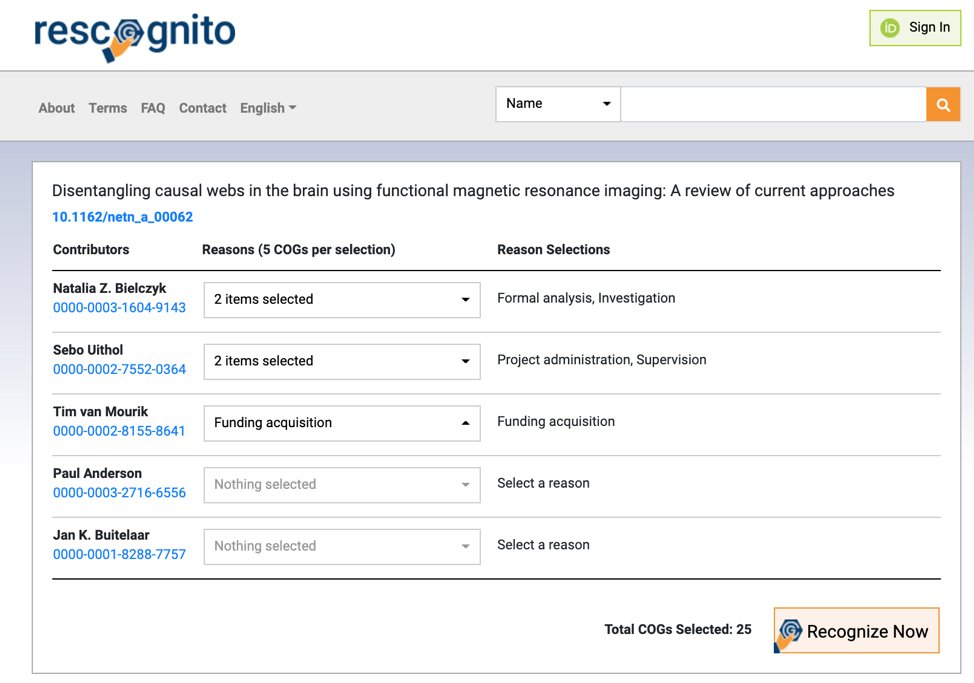 rescognito
iD Sign In
About Terms FAQ Contact English
Name
Disentangling causal webs in the brain using functional magnetic resonance imaging: A review of current approaches
10.1162/netn_a_00062
Contributors Reasons (5 COGs per selection) Reason Selections
Natalia Z. Bielczyk
0000-0003-1604-9143
2 items selected
Formal analysis, Investigation
Sebo Uithol
0000-0002-7552-0364
2 items selected
Project administration, Supervision
Tim van Mourik
0000-0002-8155-8641
Funding acquisition
Funding acquisition
Paul Anderson
0000-0003-2716-6556
Nothing selected
Select a reason
Jan K. Buitelaar
0000-0001-8288-7757
Nothing selected
Select a reason
Total COGs Selected: 25
G Recognize Now